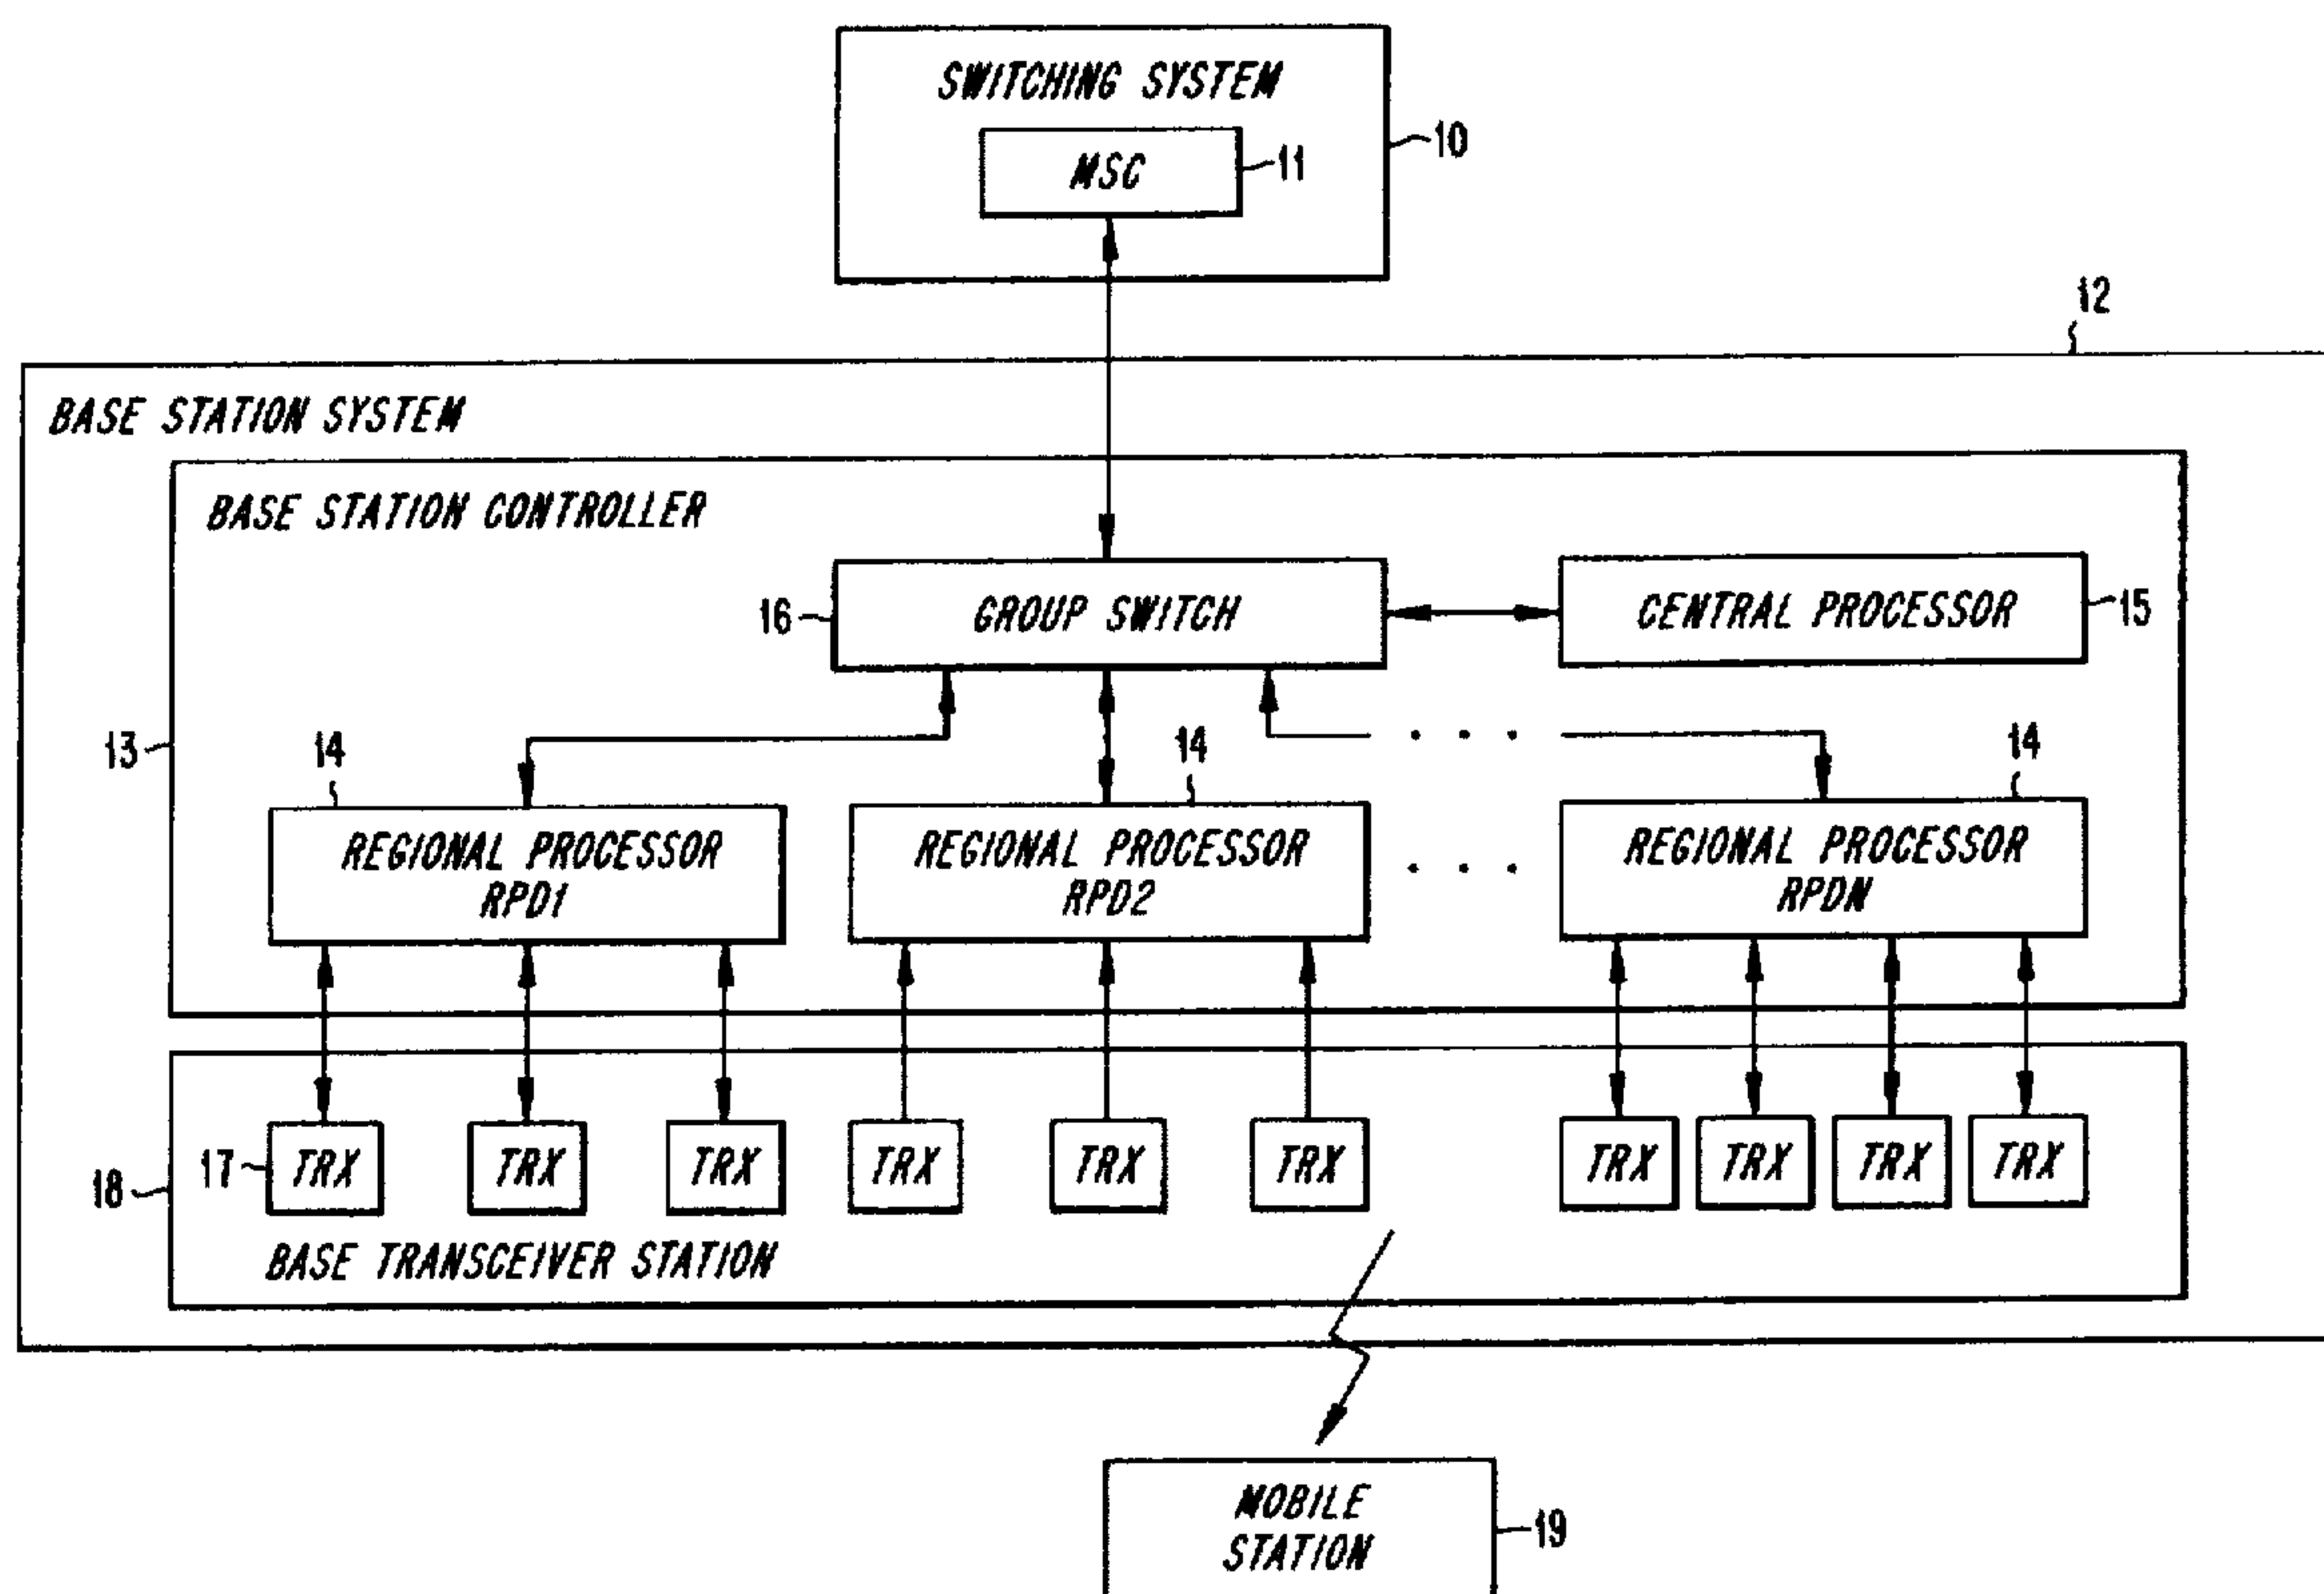 SWITCHING SYSTEM
10
MSC
11
12
BASE STATION SYSTEM
BASE STATION CONTROLLER
16
GROUP SWITCH
CENTRAL PROCESSOR
15
13
14
14
14
. . .
REGIONAL PROCESSOR
RPD1
REGIONAL PROCESSOR
RPD2
. . .
REGIONAL PROCESSOR
RPDN
17
TRX
TRX
TRX
TRX
TRX
TRX
TRX
TRX
TRX
TRX
18
BASE TRANSCEIVER STATION
MOBILE
STATION
19